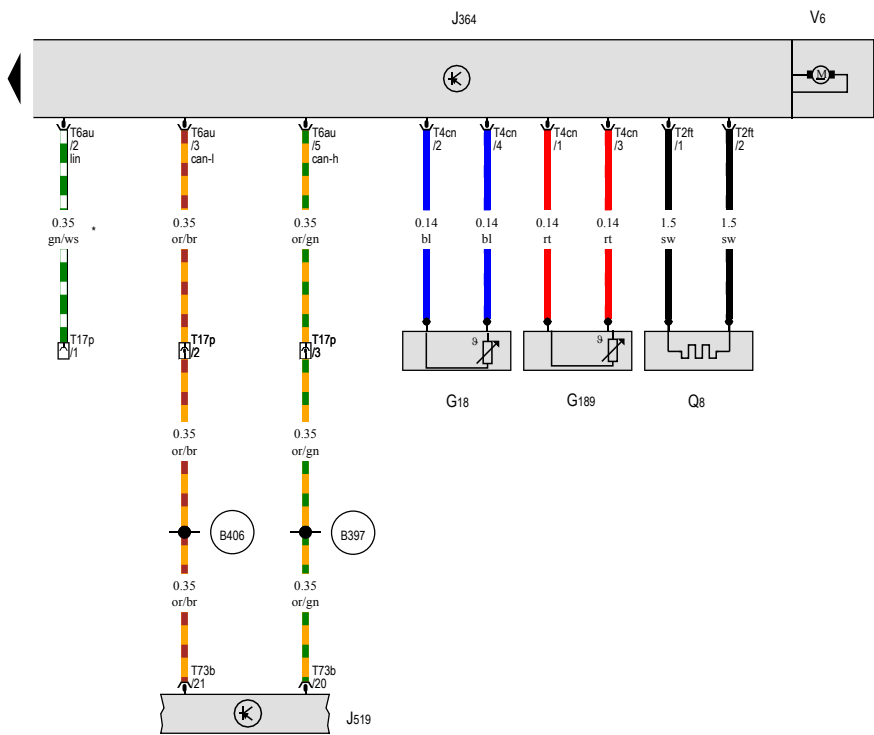 J364
V6
M
T6au
/2
lin
T6au
/3
can-l
T6au
/5
can-h
T4cn
/2
T4cn
/4
T4cn
/1
T4cn
/3
T2ft
/1
T2ft
/2
0.35
gn/ws
*
0.35
or/br
0.35
or/gn
0.14
bl
0.14
bl
0.14
rt
0.14
rt
1.5
sw
1.5
sw
T17p
/1
T17p
/2
T17p
/3
ϑ
ϑ
G18
G189
Q8
0.35
or/br
0.35
or/gn
B406
B397
0.35
or/br
0.35
or/gn
T73b
/21
T73b
/20
J519